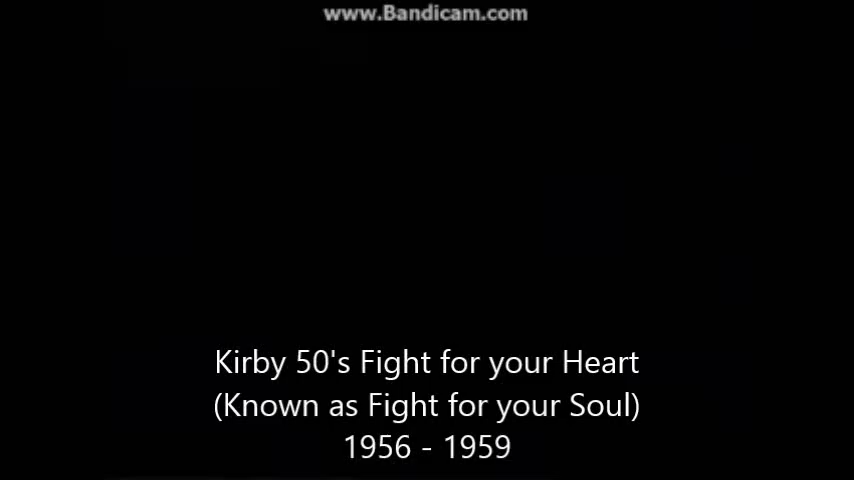 www.Bandicam.com
Kirby 50's Fight for your Heart
(Known as Fight for your Soul)
1956 - 1959